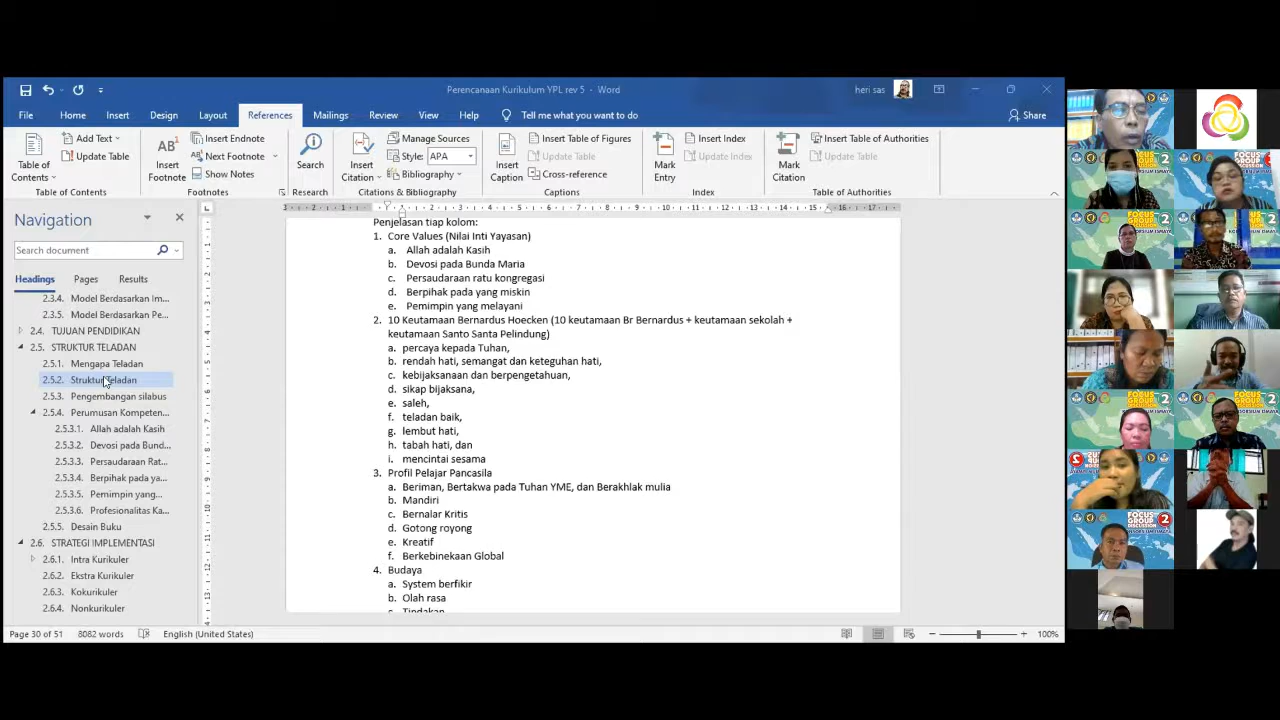 Perencanaan Kurikulum YPL rev 5 - Word
heri sas
File Home Insert Design Layout References Mailings Review View Help Tell me what you want to do Share
Table of Contents
Add Text
Update Table
Table of Contents
Insert Footnote
Insert Endnote
Next Footnote
Show Notes
Footnotes
Search
Research
Insert Citation
Manage Sources
Style: APA
Bibliography
Citations & Bibliography
Insert Caption
Insert Table of Figures
Update Table
Cross-reference
Captions
Mark Entry
Insert Index
Update Index
Index
Mark Citation
Insert Table of Authorities
Update Table
Table of Authorities
Navigation
Search document
Headings Pages Results
2.3.4. Model Berdasarkan Im...
2.3.5. Model Berdasarkan Pe...
2.4. TUJUAN PENDIDIKAN
2.5. STRUKTUR TELADAN
2.5.1. Mengapa Teladan
2.5.2. Struktur Teladan
2.5.3. Pengembangan silabus
2.5.4. Perumusan Kompeten...
2.5.3.1. Allah adalah Kasih
2.5.3.2. Devosi pada Bund...
2.5.3.3. Persaudaraan Rat...
2.5.3.4. Berpihak pada ya...
2.5.3.5. Pemimpin yang...
2.5.3.6. Profesionalitas Ka...
2.5.5. Desain Buku
2.6. STRATEGI IMPLEMENTASI
2.6.1. Intra Kurikuler
2.6.2. Ekstra Kurikuler
2.6.3. Kokurikuler
2.6.4. Nonkurikuler
Penjelasan tiap kolom:
1. Core Values (Nilai Inti Yayasan)
a. Allah adalah Kasih
b. Devosi pada Bunda Maria
c. Persaudaraan ratu kongregasi
d. Berpihak pada yang miskin
e. Pemimpin yang melayani
2. 10 Keutamaan Bernardus Hoecken (10 keutamaan Br Bernardus + keutamaan sekolah +
keutamaan Santo Santa Pelindung)
a. percaya kepada Tuhan,
b. rendah hati, semangat dan keteguhan hati,
c. kebijaksanaan dan berpengetahuan,
d. sikap bijaksana,
e. saleh,
f. teladan baik,
g. lembut hati,
h. tabah hati, dan
i. mencintai sesama
3. Profil Pelajar Pancasila
a. Beriman, Bertakwa pada Tuhan YME, dan Berakhlak mulia
b. Mandiri
c. Bernalar Kritis
d. Gotong royong
e. Kreatif
f. Berkebinekaan Global
4. Budaya
a. System berfikir
b. Olah rasa
c. Tindakan
Page 30 of 51 8082 words English (United States) 100%